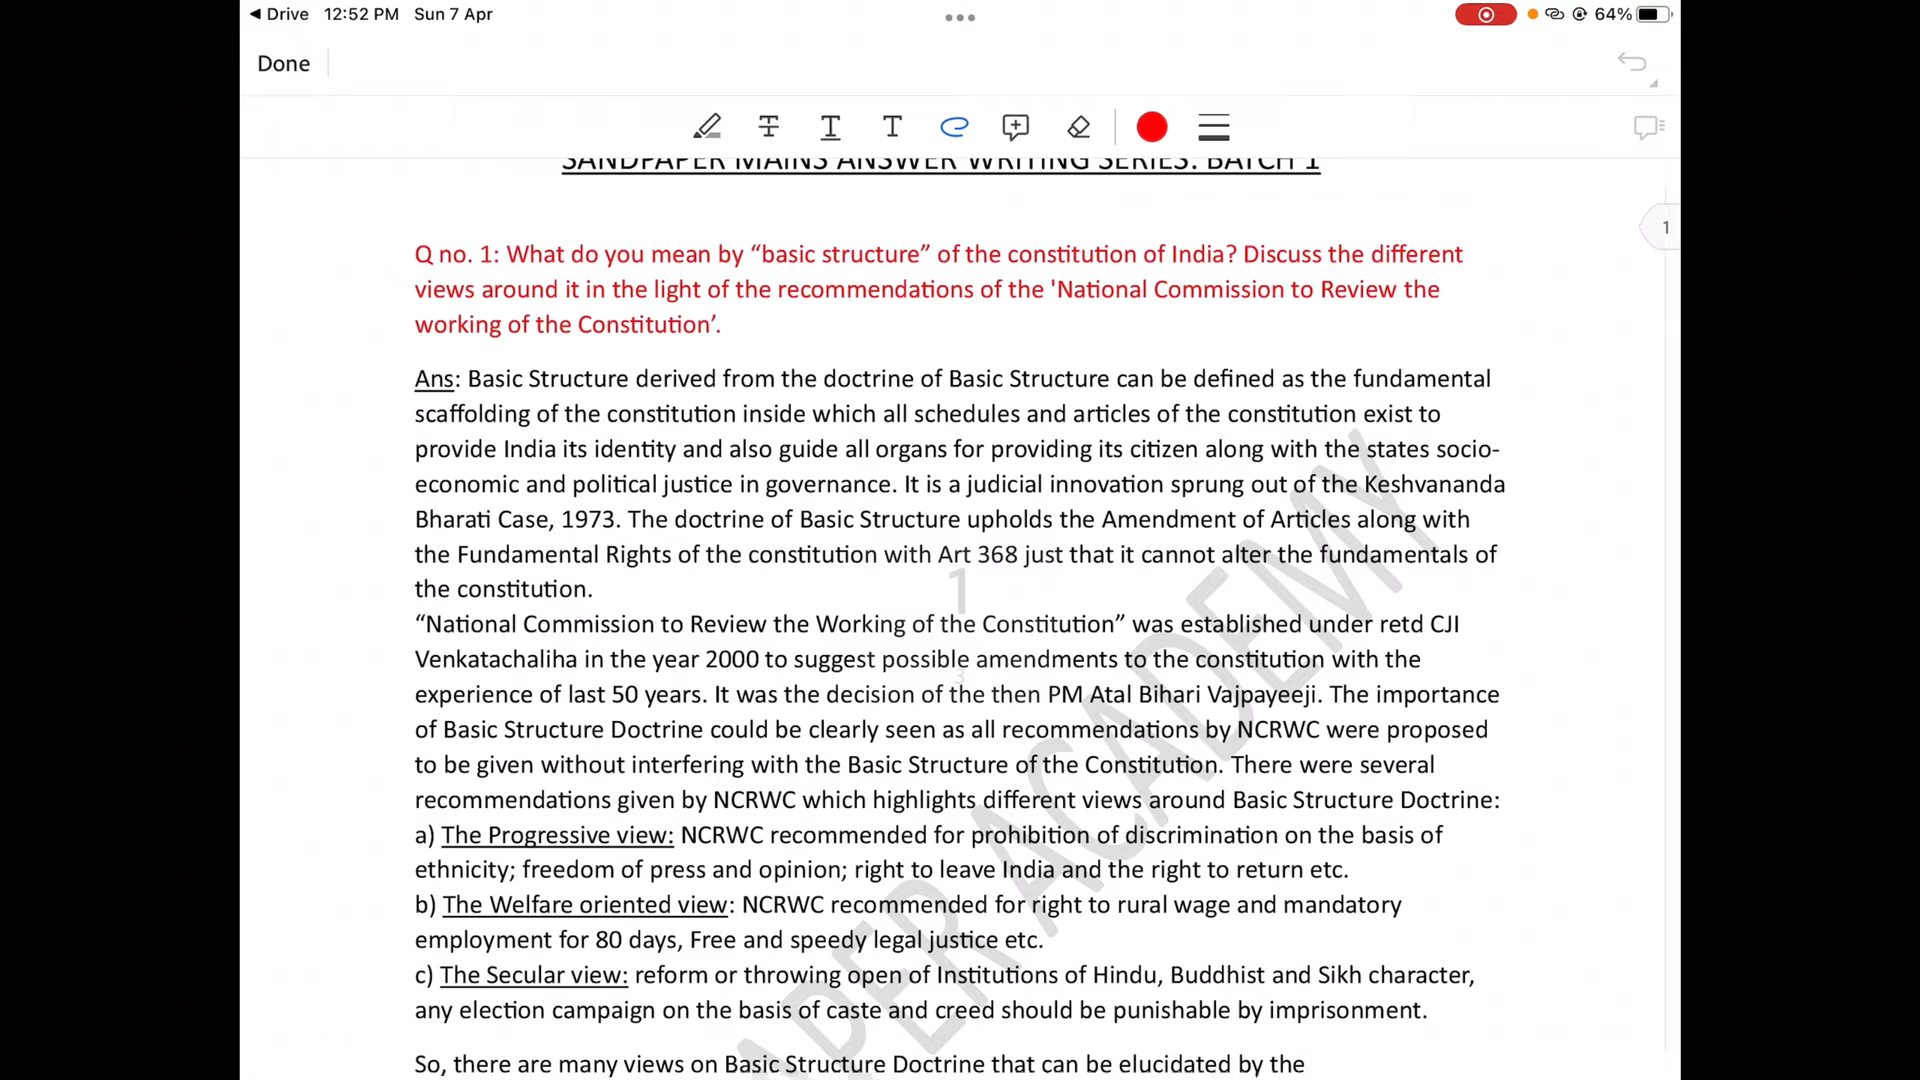 Drive 12:52 PM Sun 7 Apr
64%
Done
SANDPAPER MAINS ANSWER WRITING SERIES: BATCH 1
1
Q no. 1: What do you mean by “basic structure” of the constitution of India? Discuss the different
views around it in the light of the recommendations of the 'National Commission to Review the
working of the Constitution’.
Ans: Basic Structure derived from the doctrine of Basic Structure can be defined as the fundamental
scaffolding of the constitution inside which all schedules and articles of the constitution exist to
provide India its identity and also guide all organs for providing its citizen along with the states socio-
economic and political justice in governance. It is a judicial innovation sprung out of the Keshvananda
Bharati Case, 1973. The doctrine of Basic Structure upholds the Amendment of Articles along with
the Fundamental Rights of the constitution with Art 368 just that it cannot alter the fundamentals of
the constitution.
“National Commission to Review the Working of the Constitution” was established under retd CJI
Venkatachaliha in the year 2000 to suggest possible amendments to the constitution with the
experience of last 50 years. It was the decision of the then PM Atal Bihari Vajpayeeji. The importance
of Basic Structure Doctrine could be clearly seen as all recommendations by NCRWC were proposed
to be given without interfering with the Basic Structure of the Constitution. There were several
recommendations given by NCRWC which highlights different views around Basic Structure Doctrine:
a) The Progressive view: NCRWC recommended for prohibition of discrimination on the basis of
ethnicity; freedom of press and opinion; right to leave India and the right to return etc.
b) The Welfare oriented view: NCRWC recommended for right to rural wage and mandatory
employment for 80 days, Free and speedy legal justice etc.
c) The Secular view: reform or throwing open of Institutions of Hindu, Buddhist and Sikh character,
any election campaign on the basis of caste and creed should be punishable by imprisonment.
So, there are many views on Basic Structure Doctrine that can be elucidated by the
1
3
PER ACADEMY